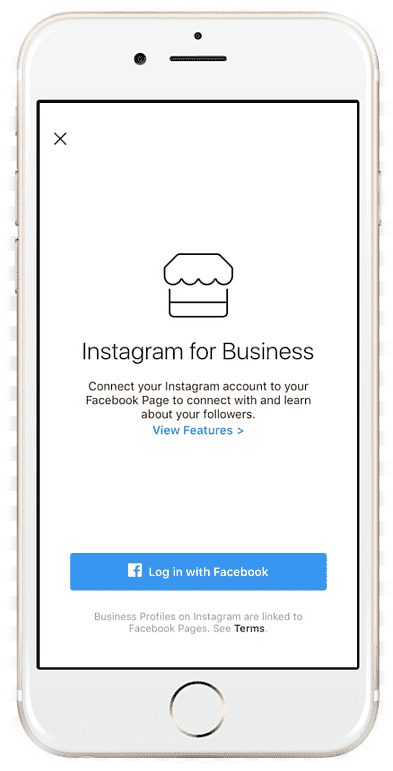 Instagram for Business
Connect your Instagram account to your
Facebook Page to connect with and learn
about your followers.
View Features >
Log in with Facebook
Business Profiles on Instagram are linked to
Facebook Pages. See Terms.